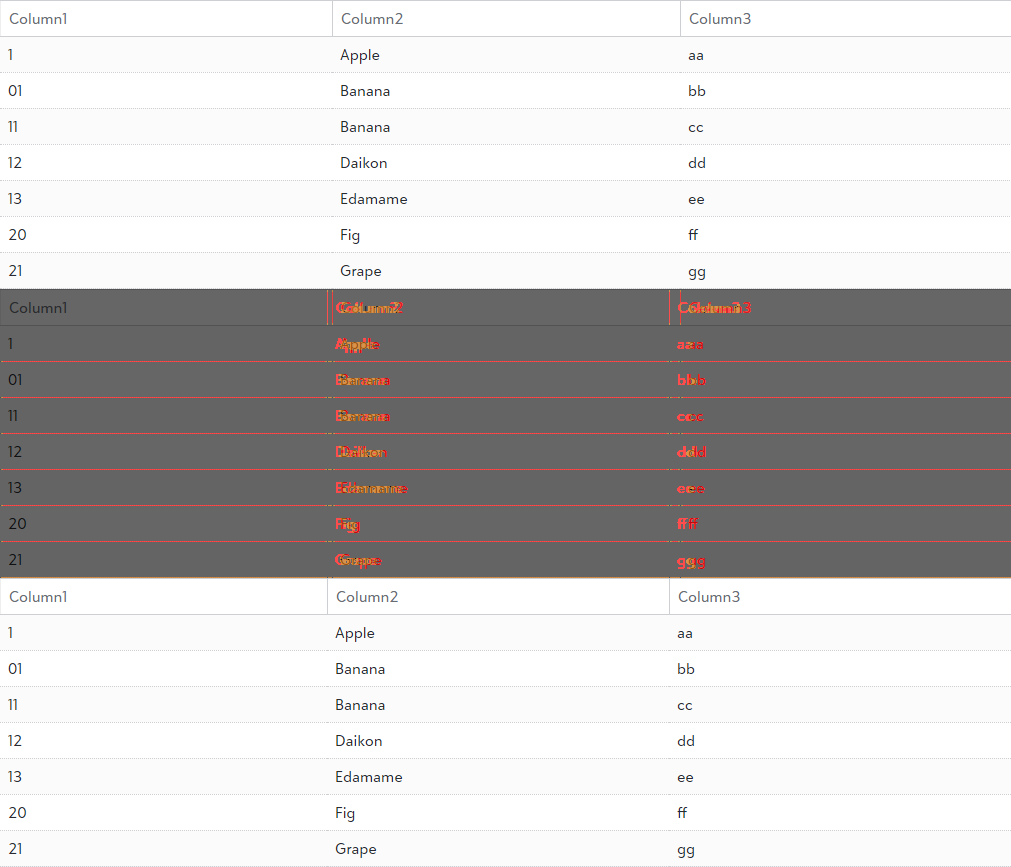 Column1 Column2 Column3
1 Apple aa
01 Banana bb
11 Banana cc
12 Daikon dd
13 Edamame ee
20 Fig ff
21 Grape gg
Column1 Column2 Column3
1 Apple aa
01 Banana bb
11 Banana cc
12 Daikon dd
13 Edamame ee
20 Fig ff
21 Grape gg
Column1 Column2 Column3
1 Apple aa
01 Banana bb
11 Banana cc
12 Daikon dd
13 Edamame ee
20 Fig ff
21 Grape gg